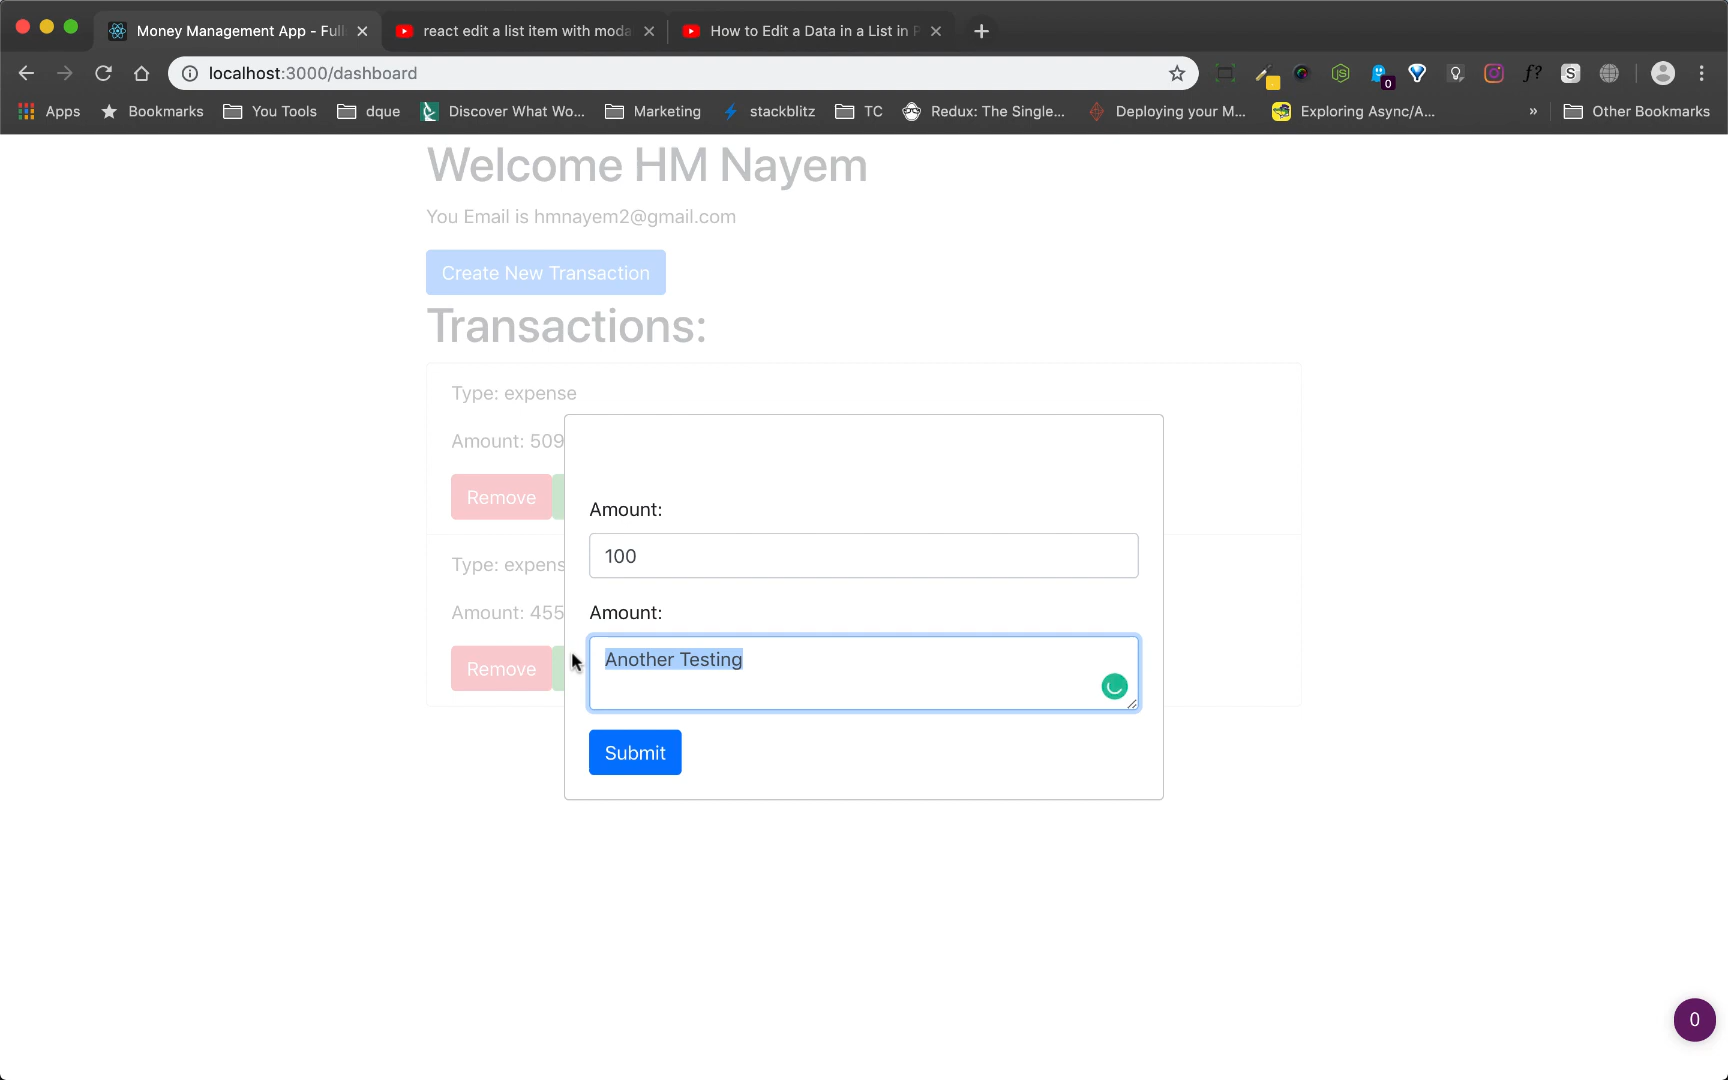 Money Management App - Full
react edit a list item with moda
How to Edit a Data in a List in R
localhost:3000/dashboard
f?
S
0
Apps
Bookmarks
You Tools
dque
Discover What Wo...
Marketing
stackblitz
TC
Redux: The Single...
Deploying your M...
Exploring Async/A...
»
Other Bookmarks
Welcome HM Nayem
You Email is hmnayem2@gmail.com
Create New Transaction
Transactions:
Type: expense
Amount: 509
Remove
Type: expens
Amount: 455
Remove
Amount:
100
Amount:
Another Testing
Submit
0